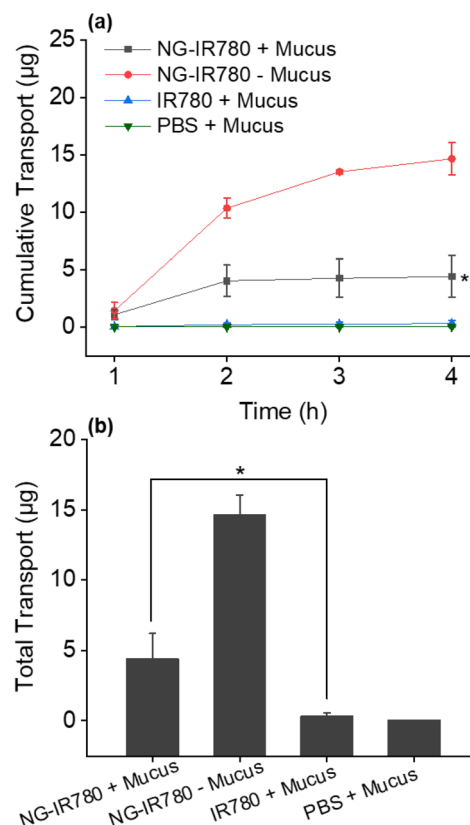 (a)
25
20
15
10
5
0
Cumulative Transport (µg)
NG-IR780 + Mucus
NG-IR780 - Mucus
IR780 + Mucus
PBS + Mucus
*
1 2 3 4
Time (h)
(b)
20
15
10
5
0
Total Transport (µg)
*
NG-IR780 + Mucus
NG-IR780 - Mucus
IR780 + Mucus
PBS + Mucus